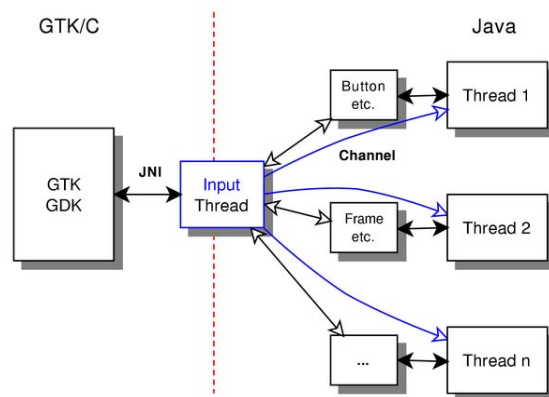 GTK/C
Java
Button
etc.
Thread 1
Channel
JNI
GTK
GDK
Input
Thread
Frame
etc.
Thread 2
...
Thread n